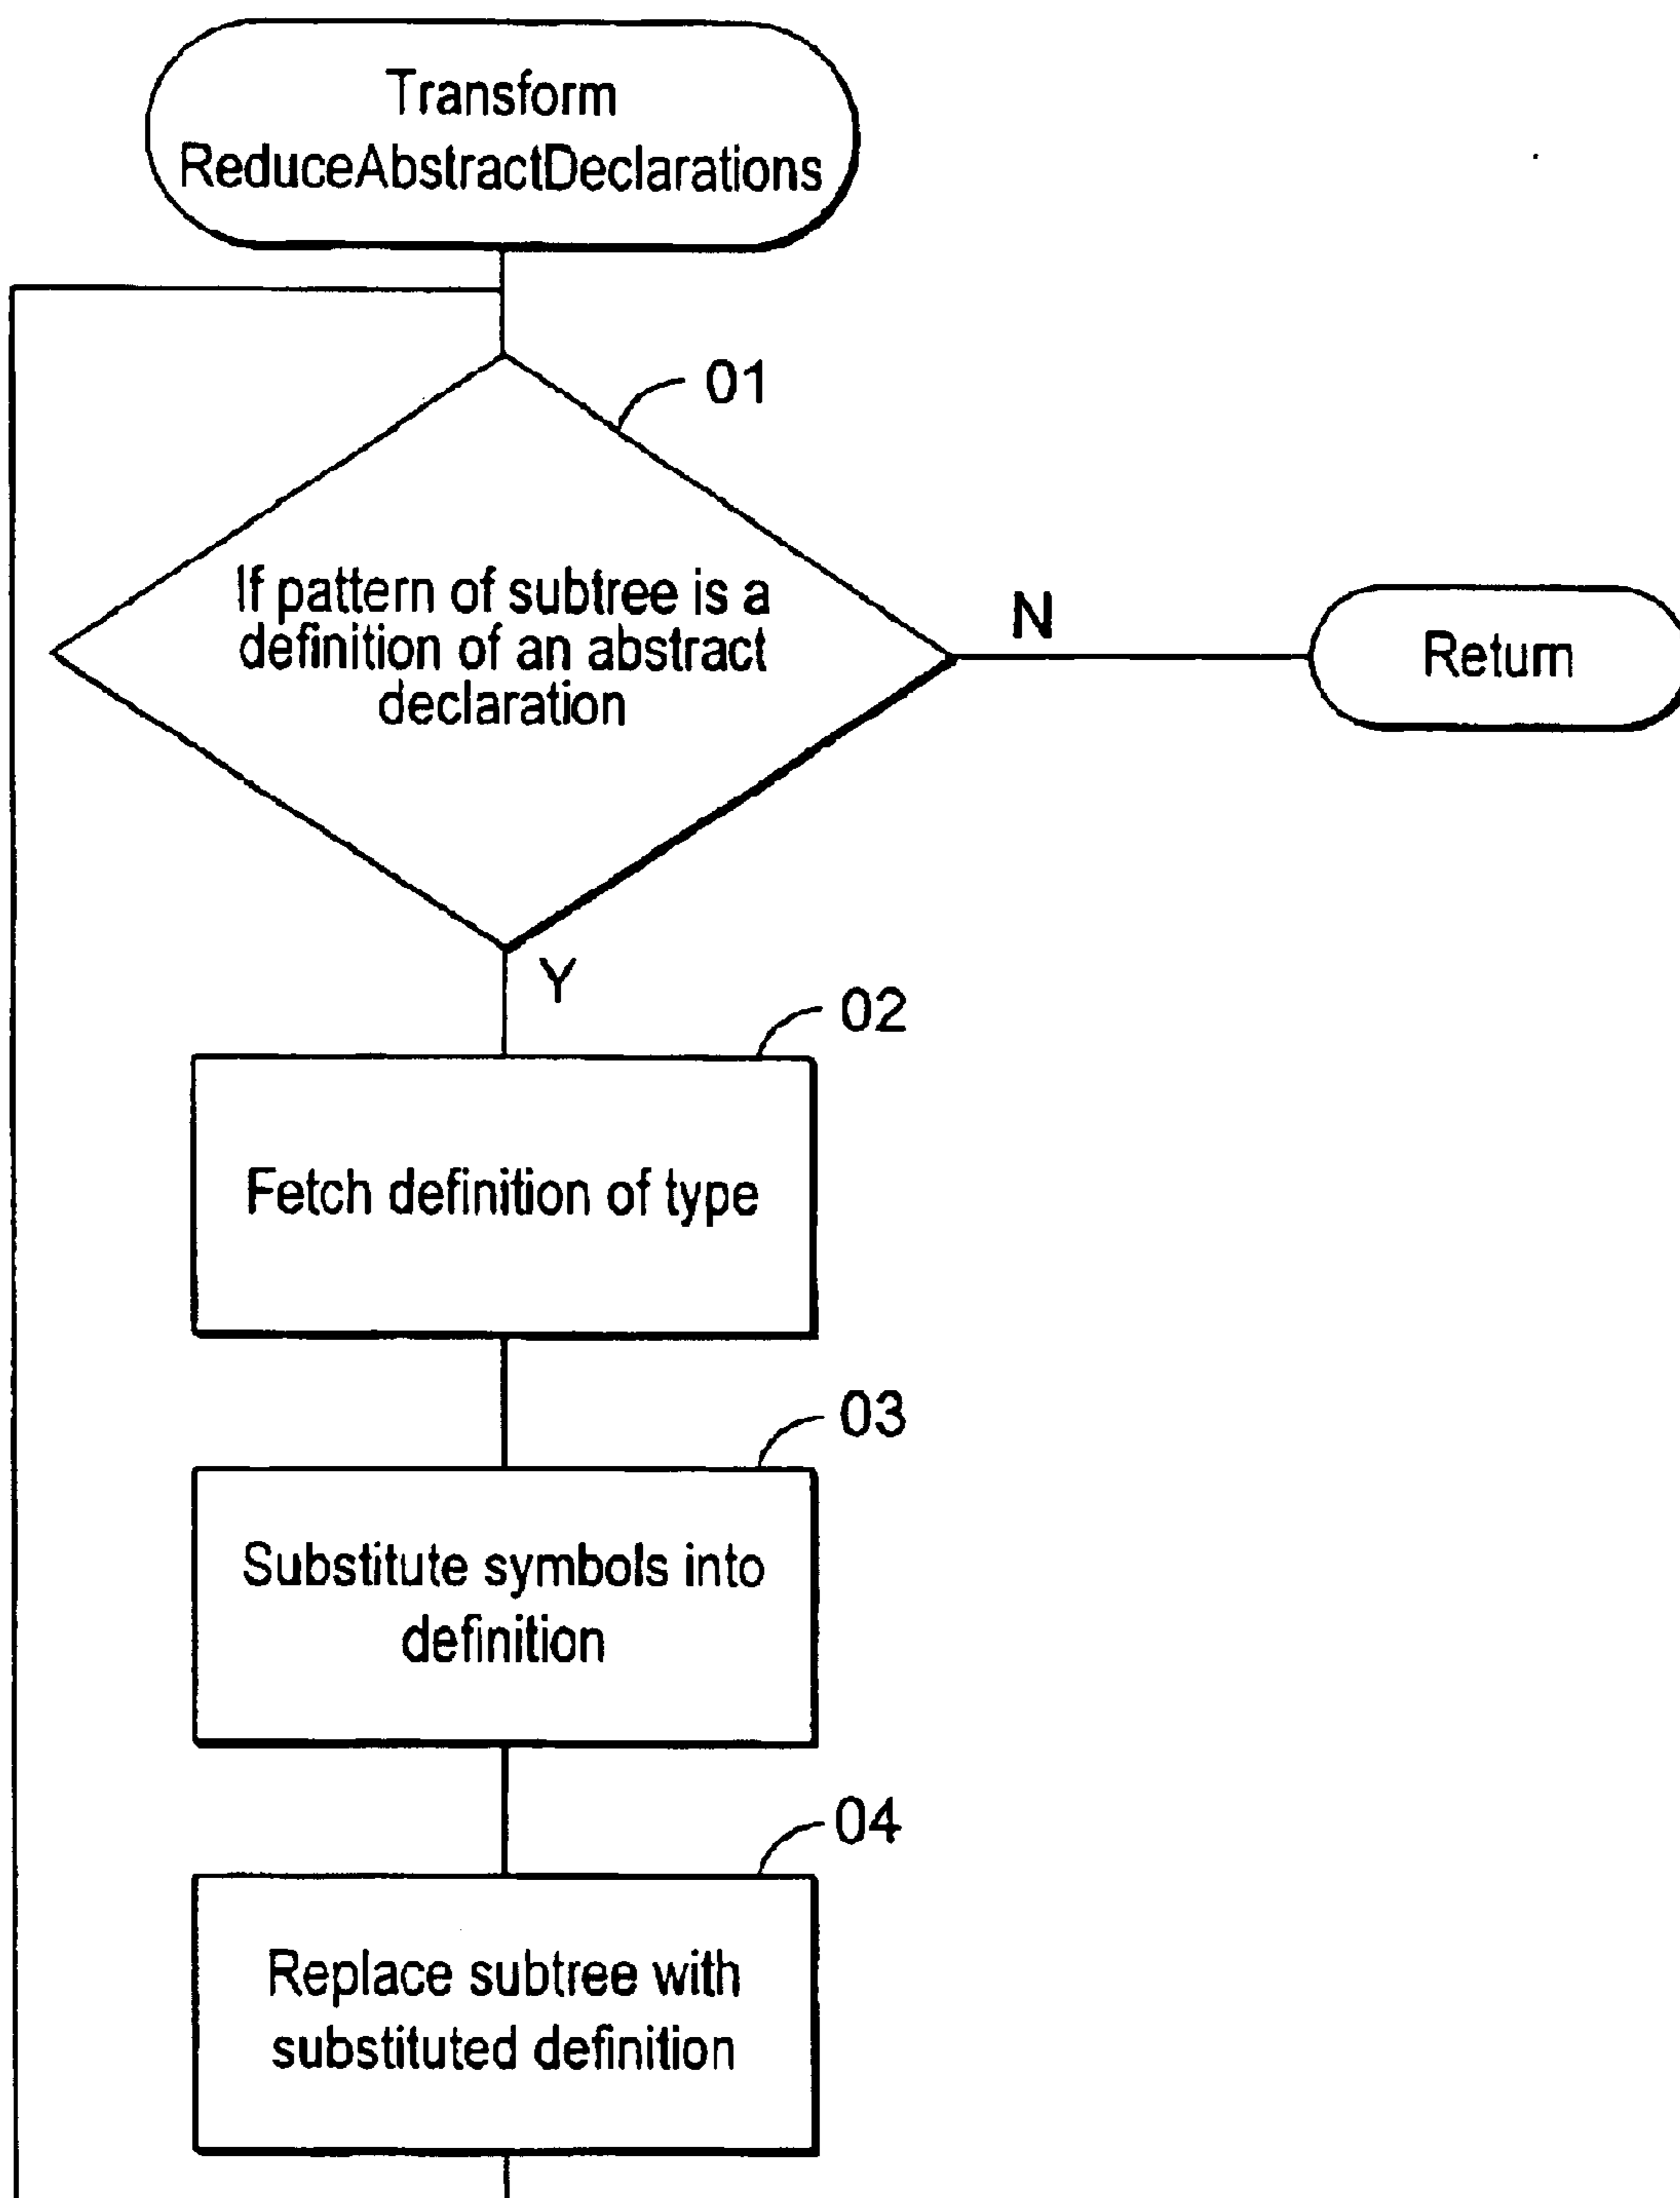 Transform
ReduceAbstractDeclarations
01
If pattern of subtree is a
definition of an abstract
declaration
N
Return
Y
02
Fetch definition of type
03
Substitute symbols into
definition
04
Replace subtree with
substituted definition